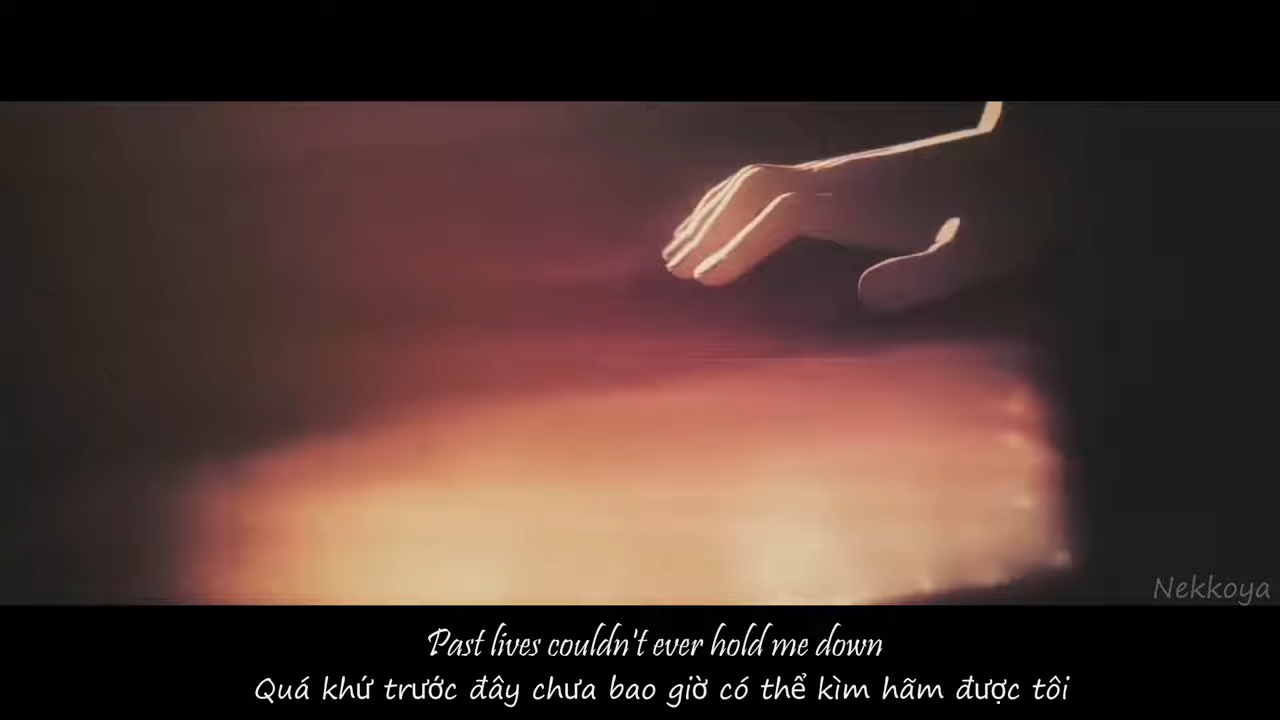 Nekkoya
Past lives couldn't ever hold me down
Quá khứ trước đây chưa bao giờ có thể kìm hãm được tôi